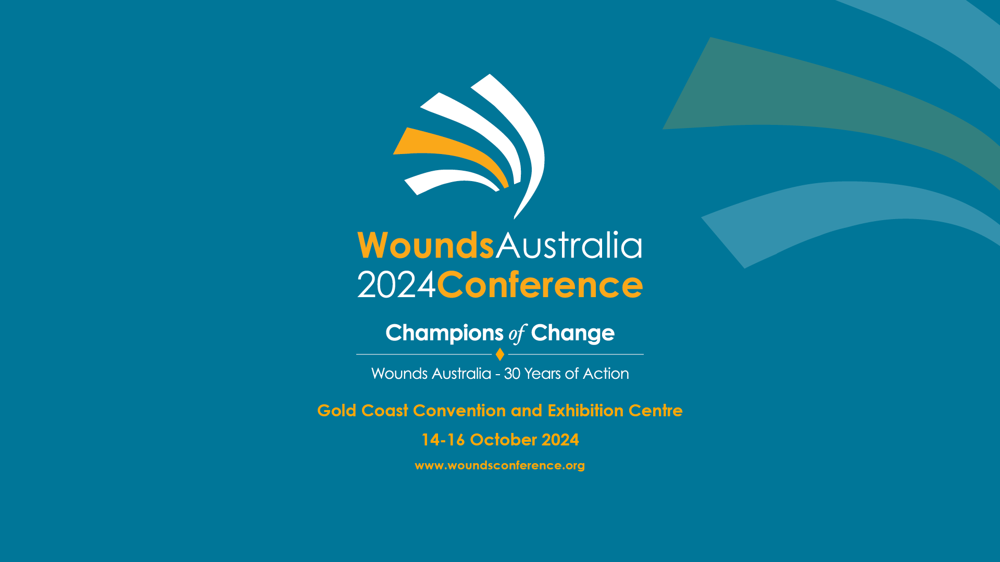 WoundsAustralia
2024Conference
Champions of Change
Wounds Australia - 30 Years of Action
Gold Coast Convention and Exhibition Centre
14-16 October 2024
www.woundsconference.org